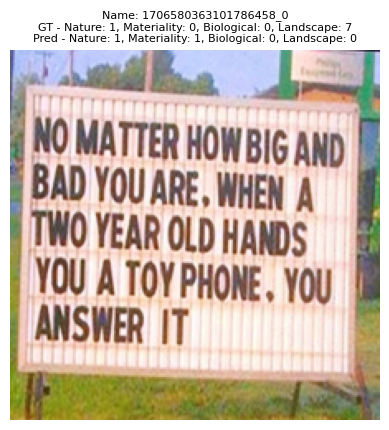 Name: 1706580363101786458_0
GT - Nature: 1, Materiality: 0, Biological: 0, Landscape: 7
Pred - Nature: 1, Materiality: 1, Biological: 0, Landscape: 0
NO MATTER HOW BIG AND
BAD YOU ARE, WHEN A
TWO YEAR OLD HANDS
YOU A TOY PHONE, YOU
ANSWER IT